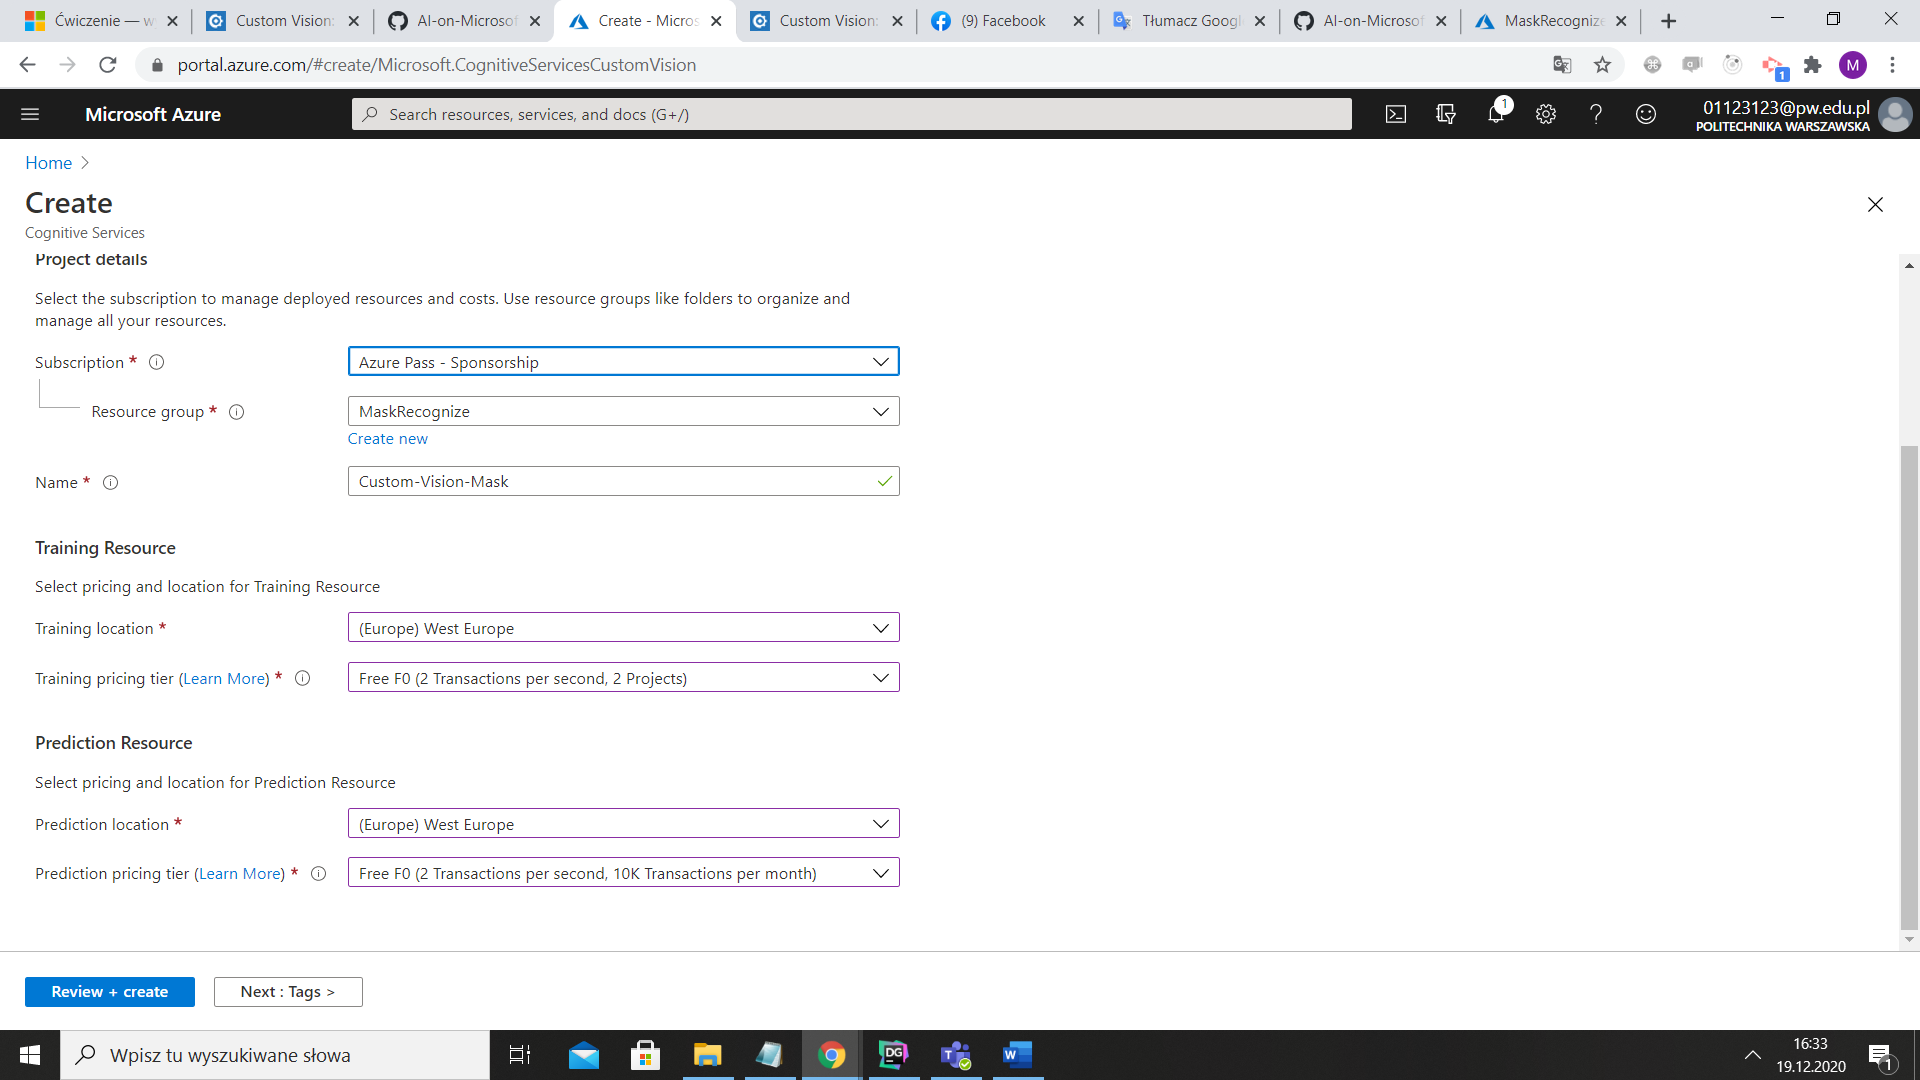 Ćwiczenie — w
Custom Vision:
AI-on-Microsof
Create - Micros
Custom Vision:
(9) Facebook
Tłumacz Googl
AI-on-Microsof
MaskRecognize
portal.azure.com/#create/Microsoft.CognitiveServicesCustomVision
1
M
Microsoft Azure
Search resources, services, and docs (G+/)
1
01123123@pw.edu.pl
POLITECHNIKA WARSZAWSKA
Home
Create
Cognitive Services
Project details
Select the subscription to manage deployed resources and costs. Use resource groups like folders to organize and
manage all your resources.
Subscription *
Azure Pass - Sponsorship
Resource group *
MaskRecognize
Create new
Name *
Custom-Vision-Mask
Training Resource
Select pricing and location for Training Resource
Training location *
(Europe) West Europe
Training pricing tier (Learn More) *
Free F0 (2 Transactions per second, 2 Projects)
Prediction Resource
Select pricing and location for Prediction Resource
Prediction location *
(Europe) West Europe
Prediction pricing tier (Learn More) *
Free F0 (2 Transactions per second, 10K Transactions per month)
Review + create
Next : Tags >
Wpisz tu wyszukiwane słowa
DG
T
W
16:33
19.12.2020
1